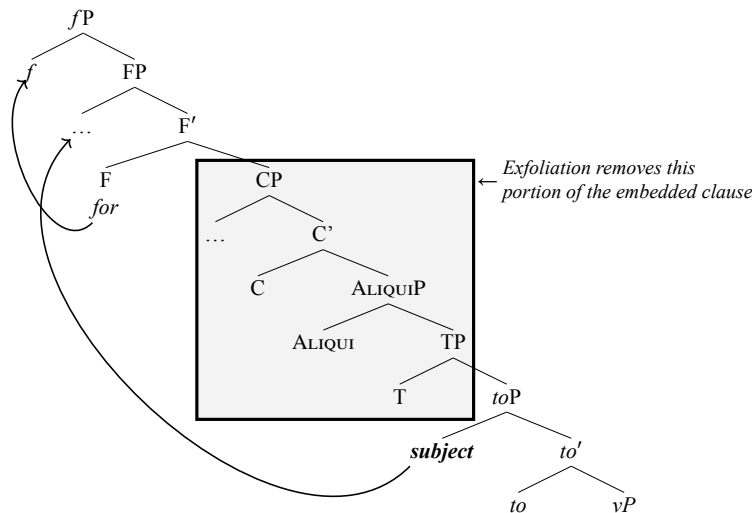 fP
f FP
… F′
F CP
for
← Exfoliation removes this
portion of the embedded clause
… C’
C ALIQUIP
ALIQUI TP
T toP
subject to′
to vP